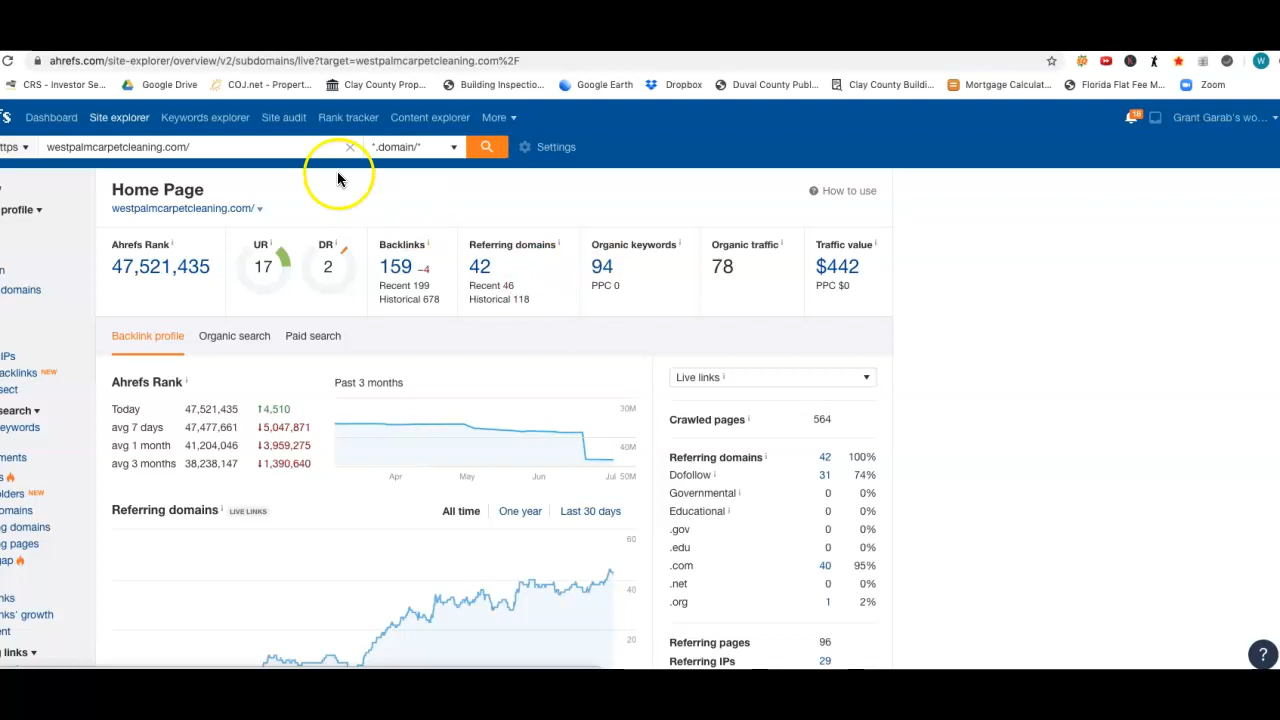 ahrefs.com/site-explorer/overview/v2/subdomains/live?target=westpalmcarpetcleaning.com%2F
CRS - Investor Se... Google Drive COJ.net - Propert... Clay County Prop... Building Inspectio... Google Earth Dropbox Duval County Publ... Clay County Buildi... Mortgage Calculat... Florida Flat Fee M... Zoom
fs Dashboard Site explorer Keywords explorer Site audit Rank tracker Content explorer More 18 Grant Garab's wo...
ttps westpalmcarpetcleaning.com/ *.domain/* Settings
Home Page How to use
profile westpalmcarpetcleaning.com/
Ahrefs Rank UR DR Backlinks Referring domains Organic keywords Organic traffic Traffic value
47,521,435 17 2 159 –4 42 94 78 $442
n Recent 199 Recent 46 PPC 0 PPC $0
domains Historical 678 Historical 118
Backlink profile Organic search Paid search
IPs
acklinks NEW Live links
sect Ahrefs Rank Past 3 months
search Today 47,521,435 ↑4,510 30M
eywords avg 7 days 47,477,661 ↓5,047,871 Crawled pages 564
avg 1 month 41,204,046 ↓3,959,275 40M
ments avg 3 months 38,238,147 ↓1,390,640 Referring domains 42 100%
s Apr May Jun Jul 50M Dofollow 31 74%
olders NEW Governmental 0 0%
omains Referring domains LIVE LINKS All time One year Last 30 days Educational 0 0%
ng domains .gov 0 0%
ng pages 60 .edu 0 0%
gap .com 40 95%
40 .net 0 0%
nks .org 1 2%
nks' growth
ent 20 Referring pages 96
links Referring IPs 29
?